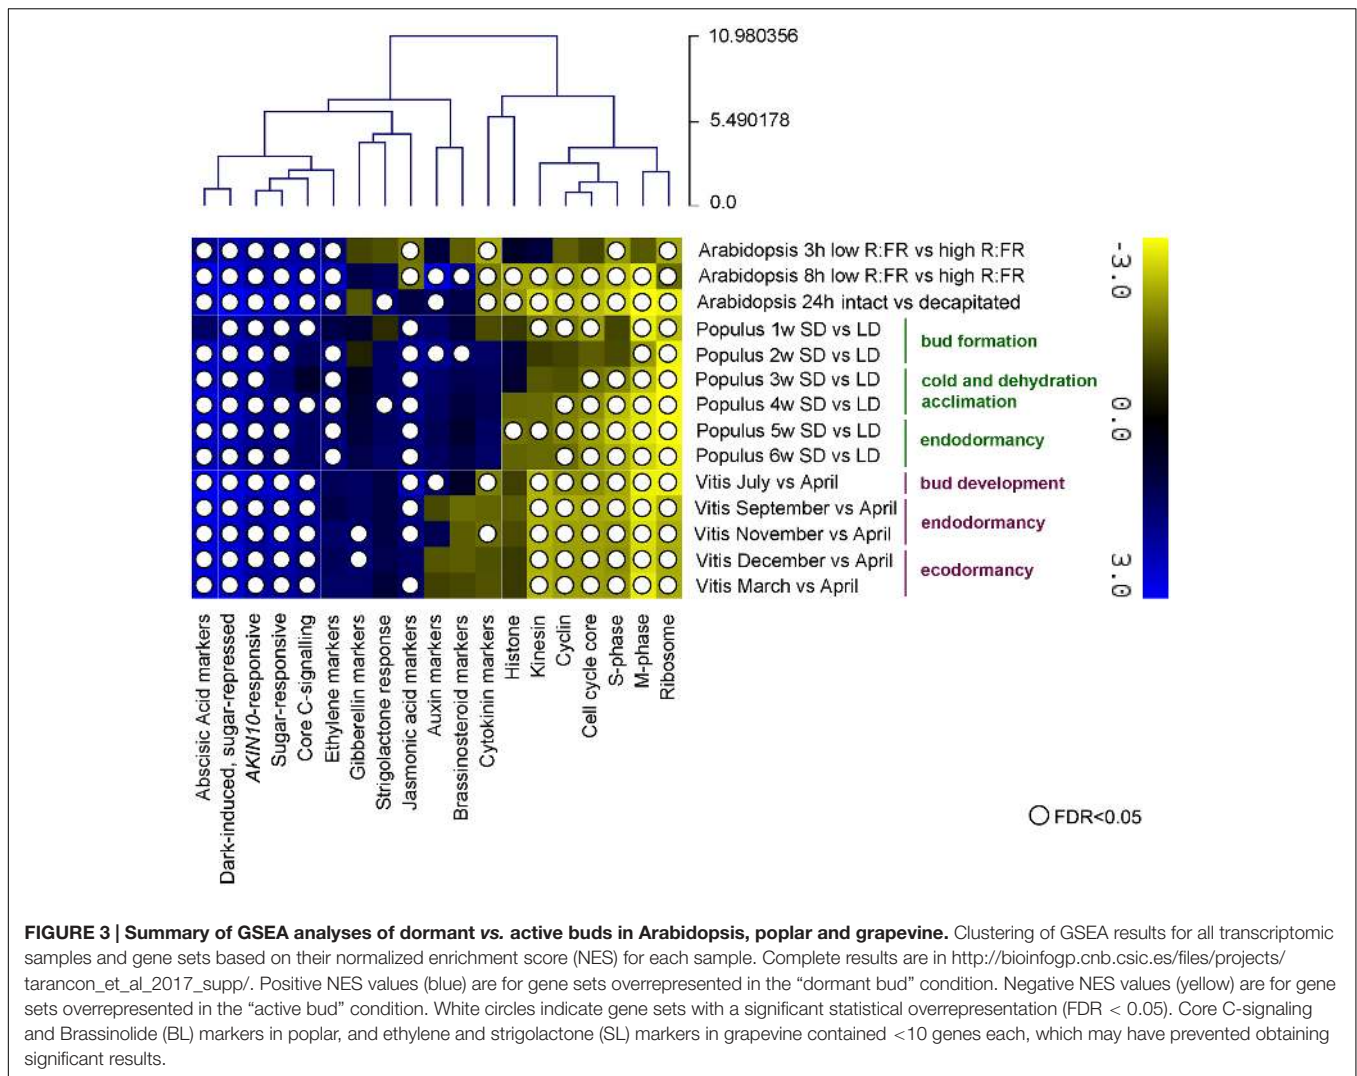 10.980356
5.490178
0.0
Arabidopsis 3h low R:FR vs high R:FR
Arabidopsis 8h low R:FR vs high R:FR
Arabidopsis 24h intact vs decapitated
Populus 1w SD vs LD
Populus 2w SD vs LD
Populus 3w SD vs LD
Populus 4w SD vs LD
Populus 5w SD vs LD
Populus 6w SD vs LD
Vitis July vs April
Vitis September vs April
Vitis November vs April
Vitis December vs April
Vitis March vs April
bud formation
cold and dehydration
acclimation
endodormancy
bud development
endodormancy
ecodormancy
-3.0
0.0
3.0
Abscisic Acid markers
Dark-induced, sugar-repressed
AKIN10-responsive
Sugar-responsive
Core C-signalling
Ethylene markers
Gibberellin markers
Strigolactone response
Jasmonic acid markers
Auxin markers
Brassinosteroid markers
Cytokinin markers
Histone
Kinesin
Cyclin
Cell cycle core
S-phase
M-phase
Ribosome
FDR<0.05
FIGURE 3 | Summary of GSEA analyses of dormant vs. active buds in Arabidopsis, poplar and grapevine. Clustering of GSEA results for all transcriptomic
samples and gene sets based on their normalized enrichment score (NES) for each sample. Complete results are in http://bioinfogp.cnb.csic.es/files/projects/
tarancon_et_al_2017_supp/. Positive NES values (blue) are for gene sets overrepresented in the “dormant bud” condition. Negative NES values (yellow) are for gene
sets overrepresented in the “active bud” condition. White circles indicate gene sets with a significant statistical overrepresentation (FDR < 0.05). Core C-signaling
and Brassinolide (BL) markers in poplar, and ethylene and strigolactone (SL) markers in grapevine contained <10 genes each, which may have prevented obtaining
significant results.